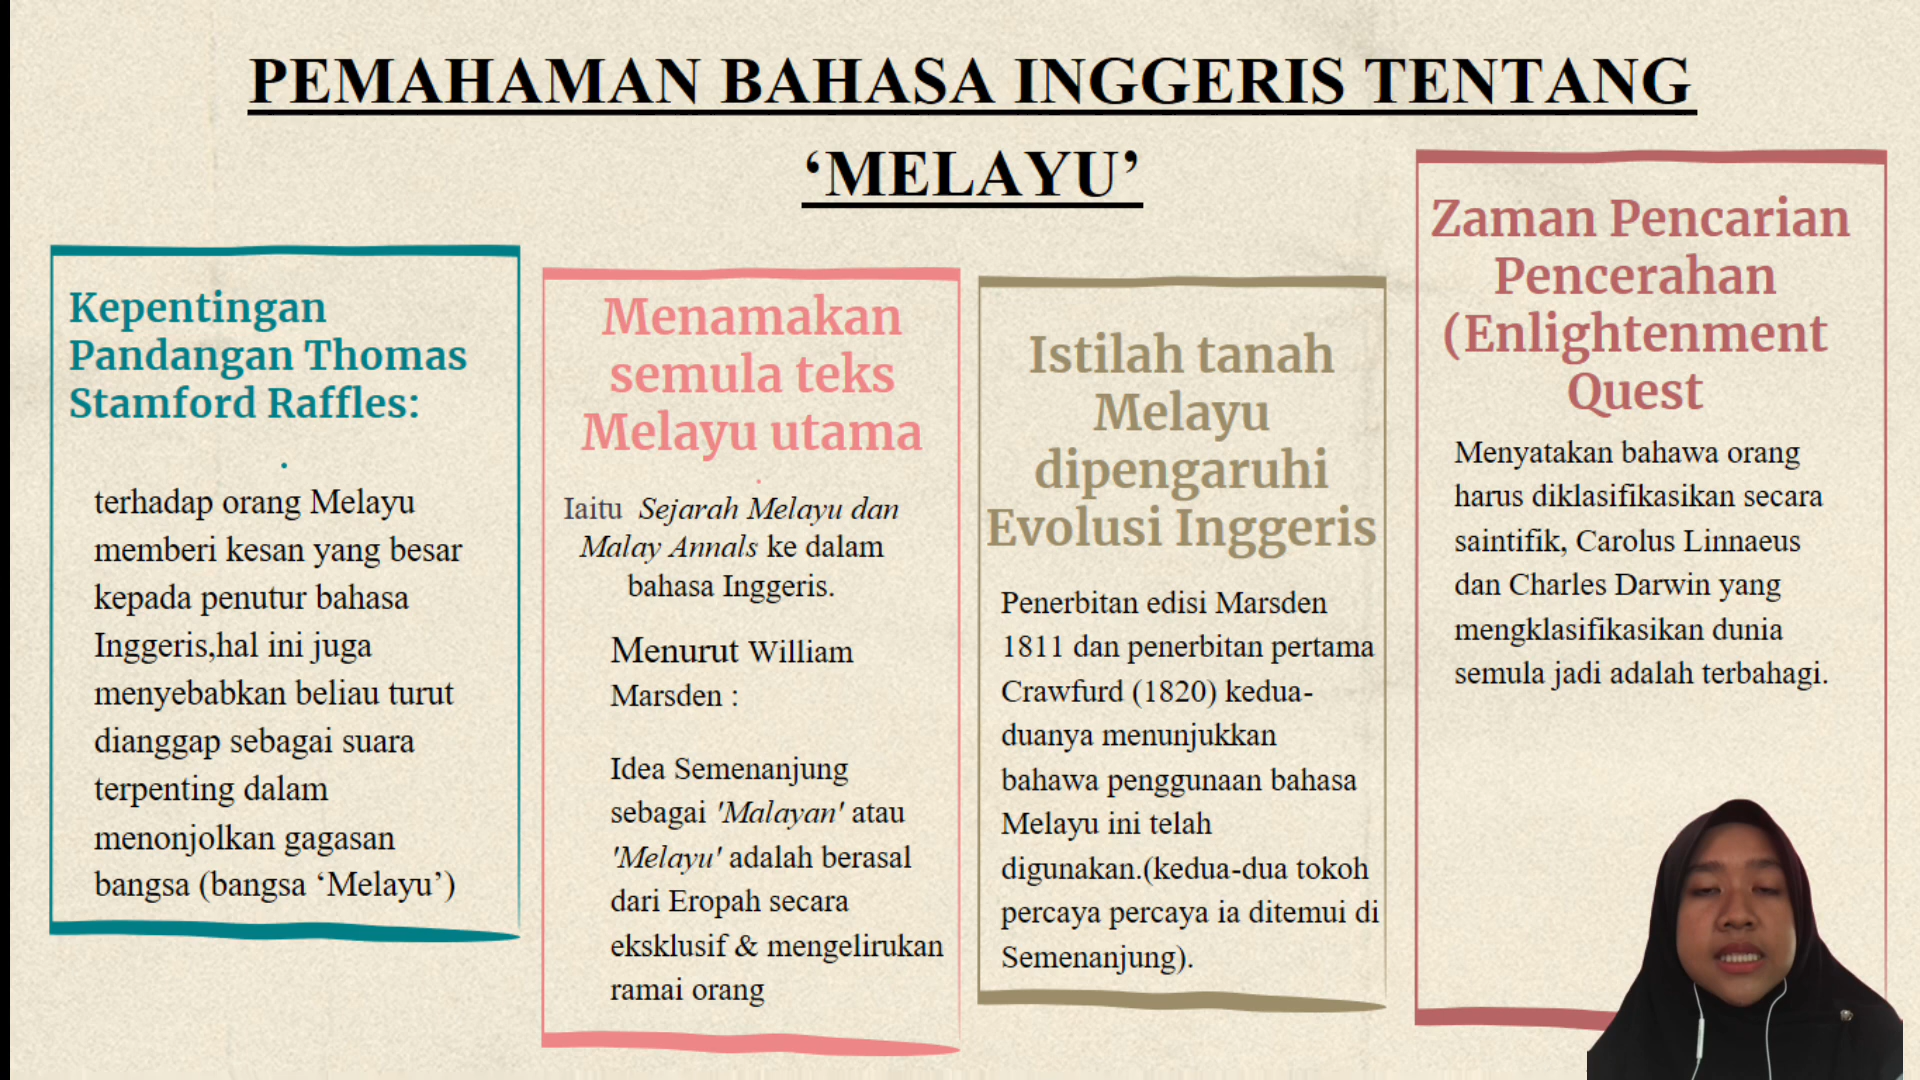 PEMAHAMAN BAHASA INGGERIS TENTANG
‘MELAYU’
Kepentingan
Pandangan Thomas
Stamford Raffles:
.
terhadap orang Melayu
memberi kesan yang besar
kepada penutur bahasa
Inggeris,hal ini juga
menyebabkan beliau turut
dianggap sebagai suara
terpenting dalam
menonjolkan gagasan
bangsa (bangsa ‘Melayu’)
Menamakan
semula teks
Melayu utama
.
Iaitu Sejarah Melayu dan
Malay Annals ke dalam
bahasa Inggeris.
Menurut William
Marsden :
Idea Semenanjung
sebagai 'Malayan' atau
'Melayu' adalah berasal
dari Eropah secara
eksklusif & mengelirukan
ramai orang
Istilah tanah
Melayu
dipengaruhi
Evolusi Inggeris
Penerbitan edisi Marsden
1811 dan penerbitan pertama
Crawfurd (1820) kedua-
duanya menunjukkan
bahawa penggunaan bahasa
Melayu ini telah
digunakan.(kedua-dua tokoh
percaya percaya ia ditemui di
Semenanjung).
Zaman Pencarian
Pencerahan
(Enlightenment
Quest
Menyatakan bahawa orang
harus diklasifikasikan secara
saintifik, Carolus Linnaeus
dan Charles Darwin yang
mengklasifikasikan dunia
semula jadi adalah terbahagi.